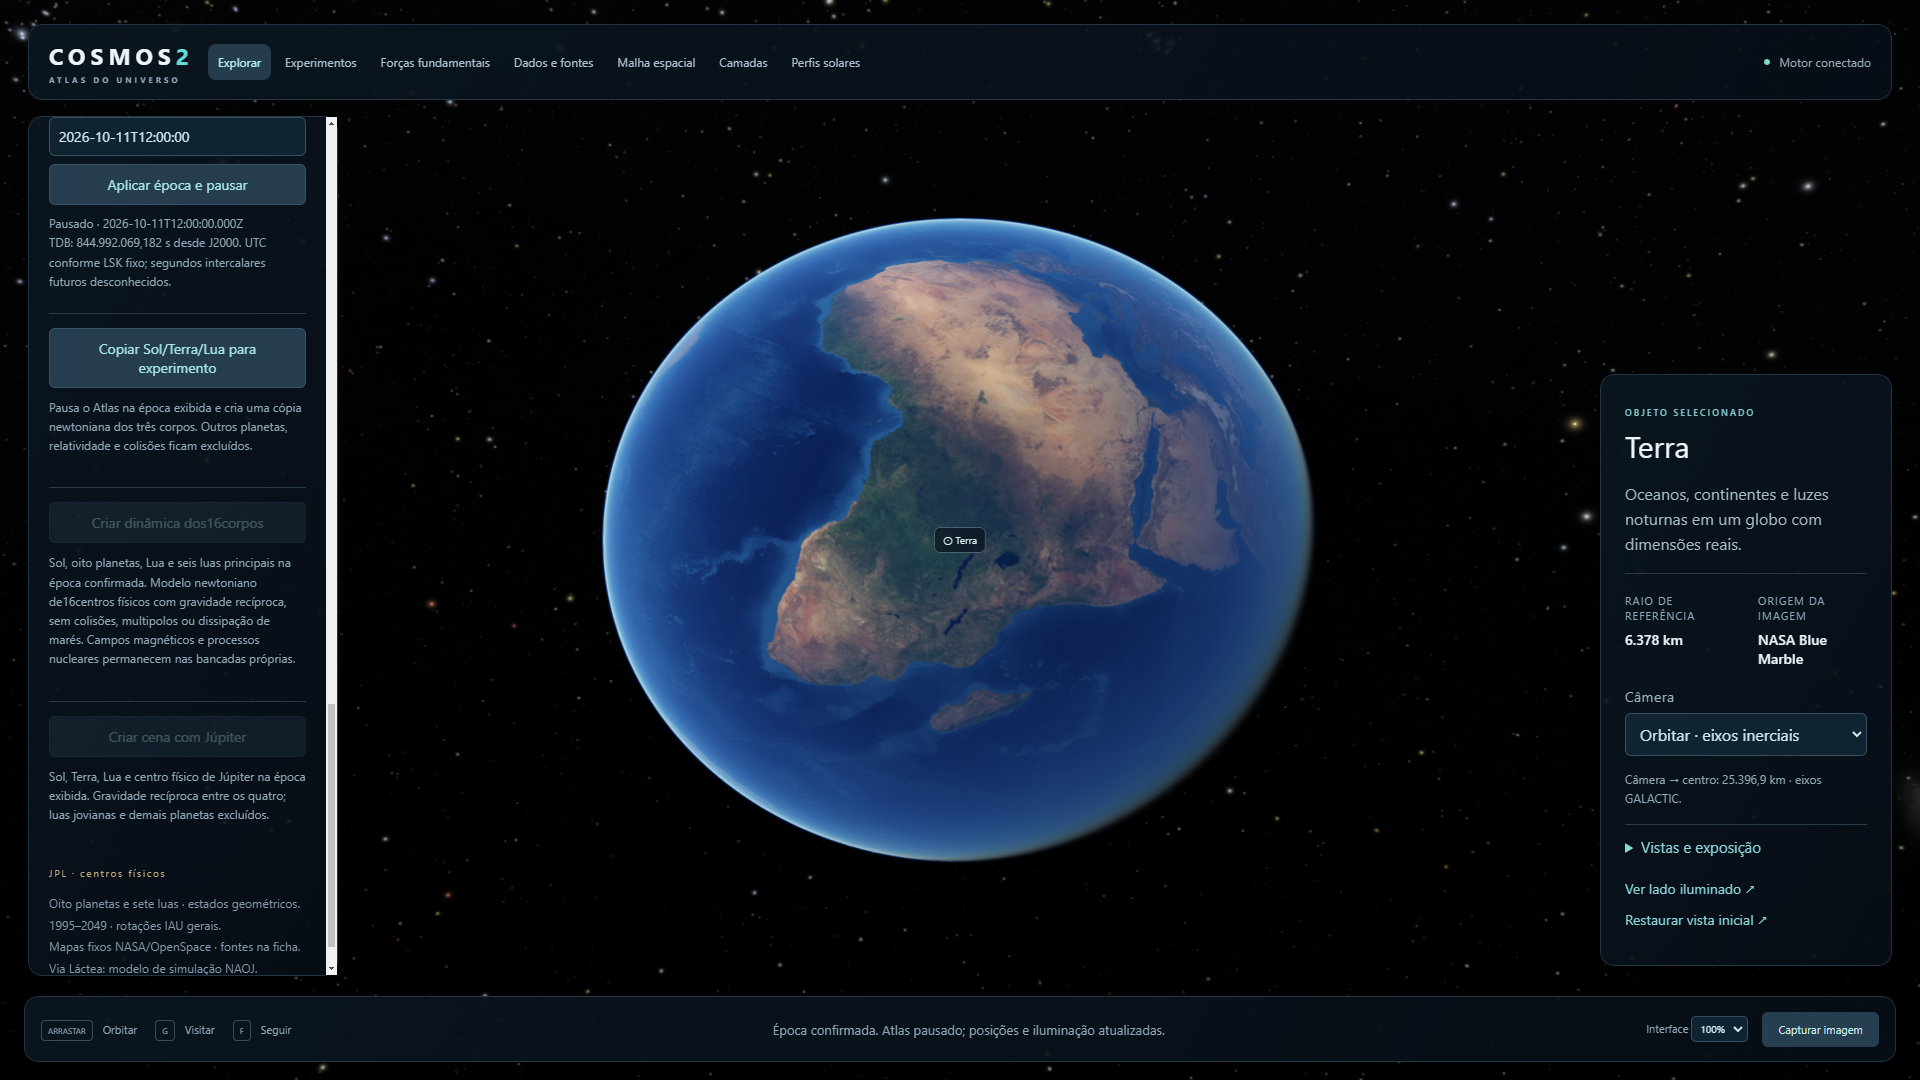 COSMOS2
ATLAS DO UNIVERSO
Explorar
Experimentos
Forças fundamentais
Dados e fontes
Malha espacial
Camadas
Perfis solares
Motor conectado
2026-10-11T12:00:00
Aplicar época e pausar
Pausado · 2026-10-11T12:00:00.000Z
TDB: 844.992.069,182 s desde J2000. UTC
conforme LSK fixo; segundos intercalares
futuros desconhecidos.
Copiar Sol/Terra/Lua para
experimento
Pausa o Atlas na época exibida e cria uma cópia
newtoniana dos três corpos. Outros planetas,
relatividade e colisões ficam excluídos.
Criar dinâmica dos16corpos
Sol, oito planetas, Lua e seis luas principais na
época confirmada. Modelo newtoniano
de16centros físicos com gravidade recíproca,
sem colisões, multipolos ou dissipação de
marés. Campos magnéticos e processos
nucleares permanecem nas bancadas próprias.
Criar cena com Júpiter
Sol, Terra, Lua e centro físico de Júpiter na época
exibida. Gravidade recíproca entre os quatro;
luas jovianas e demais planetas excluídos.
JPL · centros físicos
Oito planetas e sete luas · estados geométricos.
1995–2049 · rotações IAU gerais.
Mapas fixos NASA/OpenSpace · fontes na ficha.
Via Láctea: modelo de simulação NAOJ.
Terra
OBJETO SELECIONADO
Terra
Oceanos, continentes e luzes
noturnas em um globo com
dimensões reais.
RAIO DE
REFERÊNCIA
6.378 km
ORIGEM DA
IMAGEM
NASA Blue
Marble
Câmera
Orbitar · eixos inerciais
Câmera → centro: 25.396,9 km · eixos
GALACTIC.
Vistas e exposição
Ver lado iluminado ↗
Restaurar vista inicial ↗
ARRASTAR
Orbitar
G
Visitar
F
Seguir
Época confirmada. Atlas pausado; posições e iluminação atualizadas.
Interface
100%
Capturar imagem